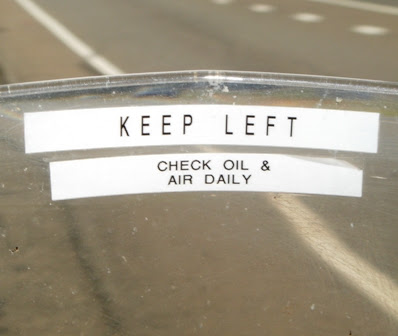 KEEP LEFT
CHECK OIL &
AIR DAILY